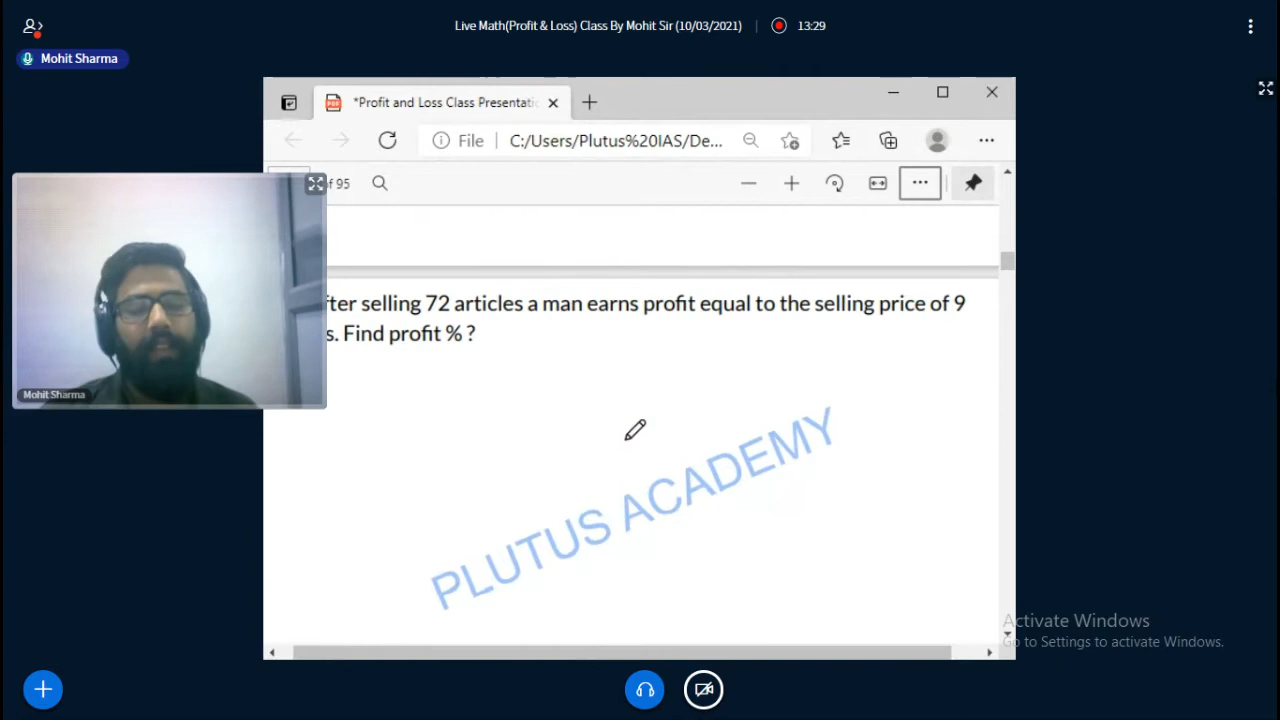 Live Math(Profit & Loss) Class By Mohit Sir (10/03/2021)
13:29
Mohit Sharma
*Profit and Loss Class Presentati
File
C:/Users/Plutus%20IAS/De...
of 95
fter selling 72 articles a man earns profit equal to the selling price of 9
s. Find profit % ?
Mohit Sharma
PLUTUS ACADEMY
Activate Windows
Go to Settings to activate Windows.